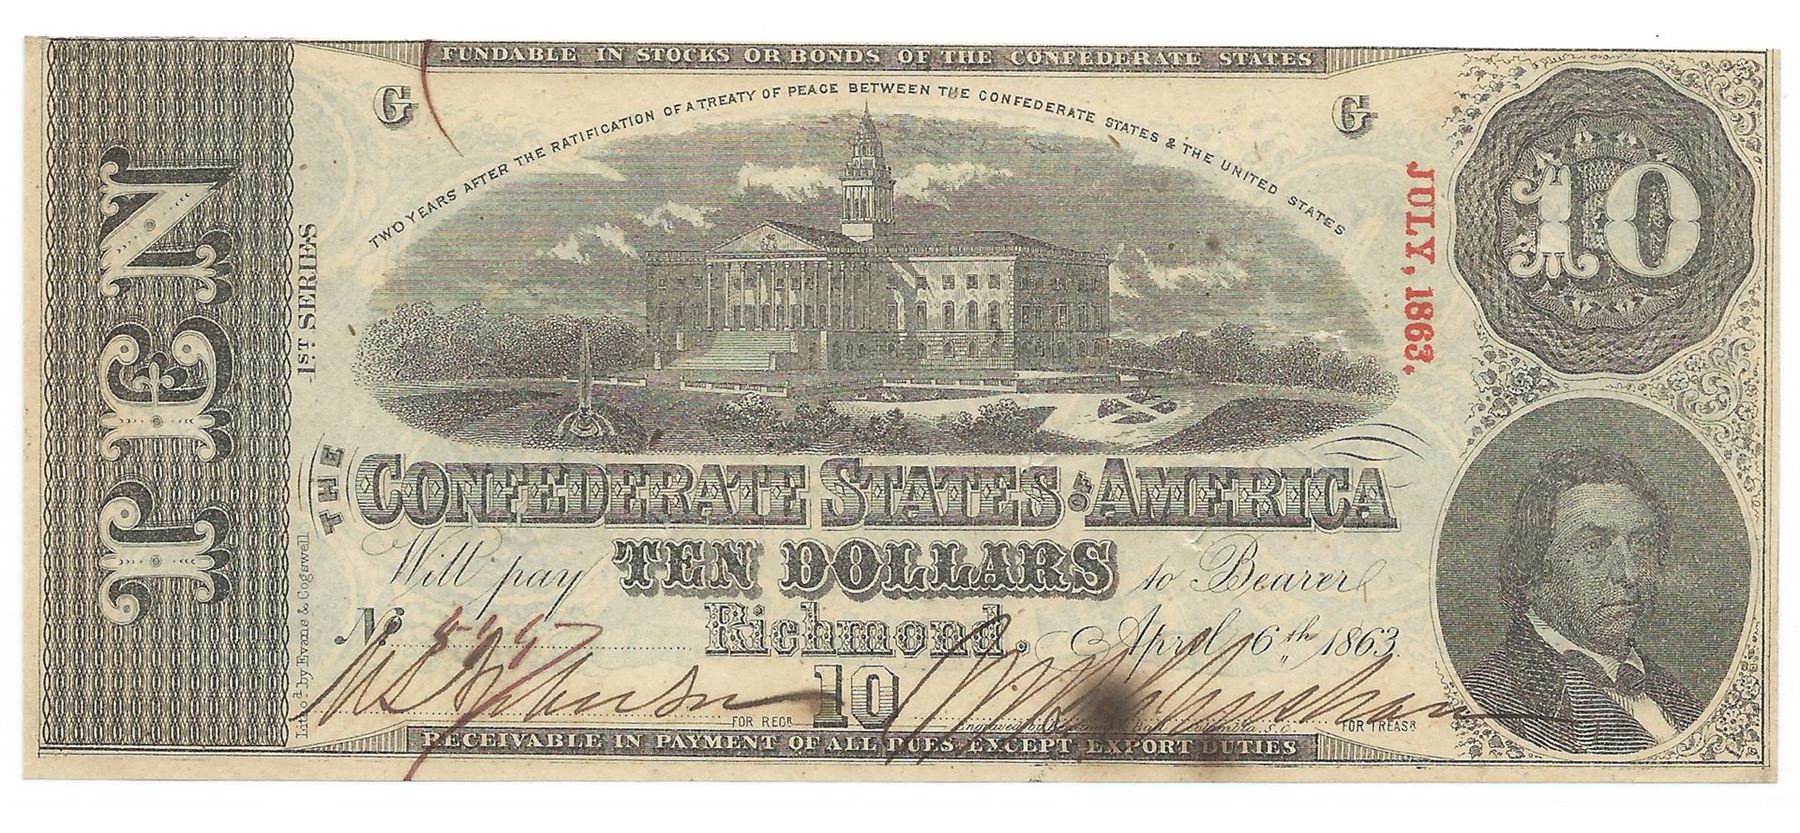 FUNDABLE IN STOCKS OR BONDS OF THE CONFEDERATE STATES
G G
TWO YEARS AFTER THE RATIFICATION OF A TREATY OF PEACE BETWEEN THE CONFEDERATE STATES & THE UNITED STATES
TEN
1ST SERIES
JULY, 1863.
10
THE CONFEDERATE STATES OF AMERICA
Will pay TEN DOLLARS to Bearer
No Richmond. April 6th 1863.
10
FOR REGR
FOR TREASR
Litho'd by Evans & Cogswell
RECEIVABLE IN PAYMENT OF ALL DUES EXCEPT EXPORT DUTIES